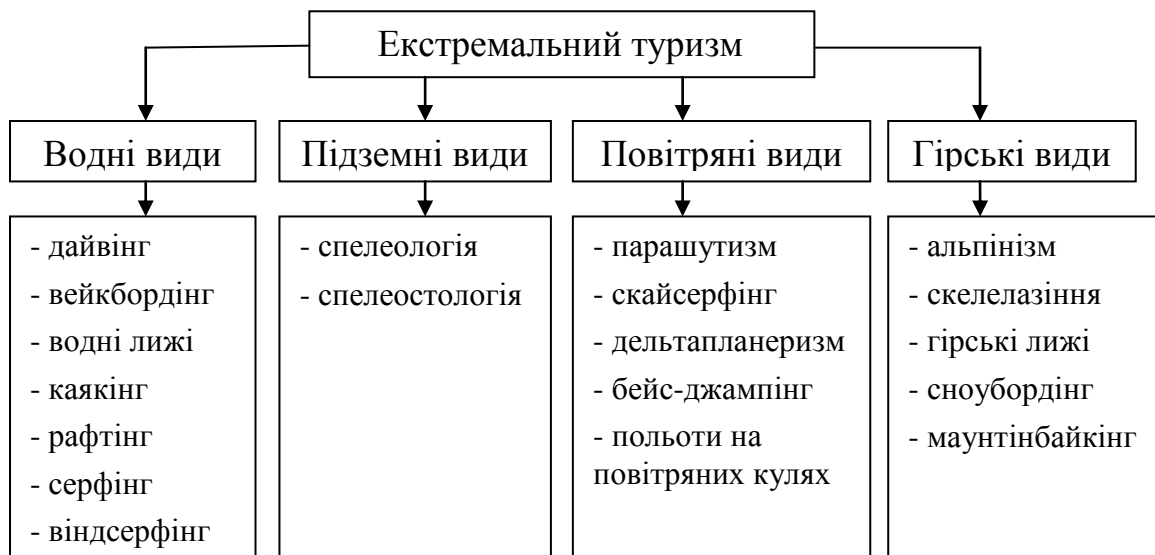 Екстремальний туризм
Водні види
Підземні види
Повітряні види
Гірські види
- дайвінг
- вейкбордінг
- водні лижі
- каякінг
- рафтінг
- серфінг
- віндсерфінг
- спелеологія
- спелеостологія
- парашутизм
- скайсерфінг
- дельтапланеризм
- бейс-джампінг
- польоти на
повітряних кулях
- альпінізм
- скелелазіння
- гірські лижі
- сноубордінг
- маунтінбайкінг